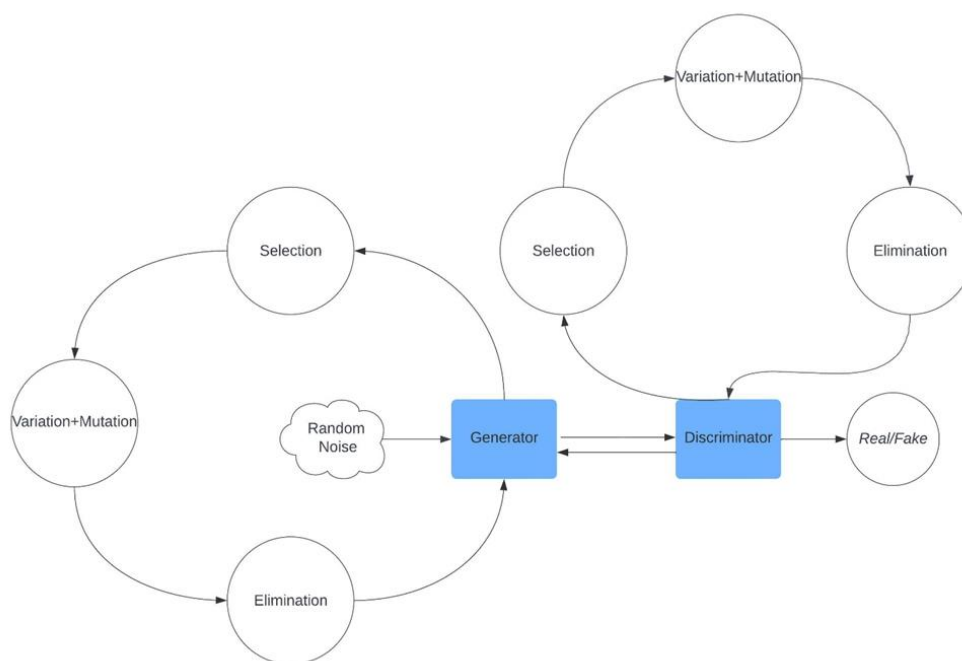 Variation+Mutation
Selection
Selection
Elimination
Variation+Mutation
Random
Noise
Generator
Discriminator
Real/Fake
Elimination